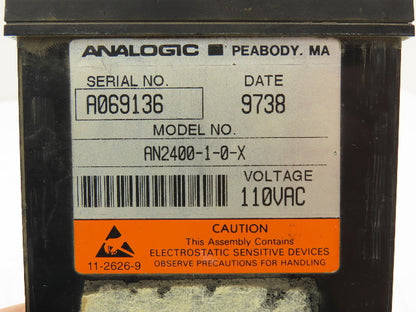 ANALOGIC PEABODY, MA
SERIAL NO. DATE
A069136 9738
MODEL NO.
AN2400-1-0-X
VOLTAGE
110VAC
CAUTION
This Assembly Contains
ELECTROSTATIC SENSITIVE DEVICES
OBSERVE PRECAUTIONS FOR HANDLING
11-2626-9